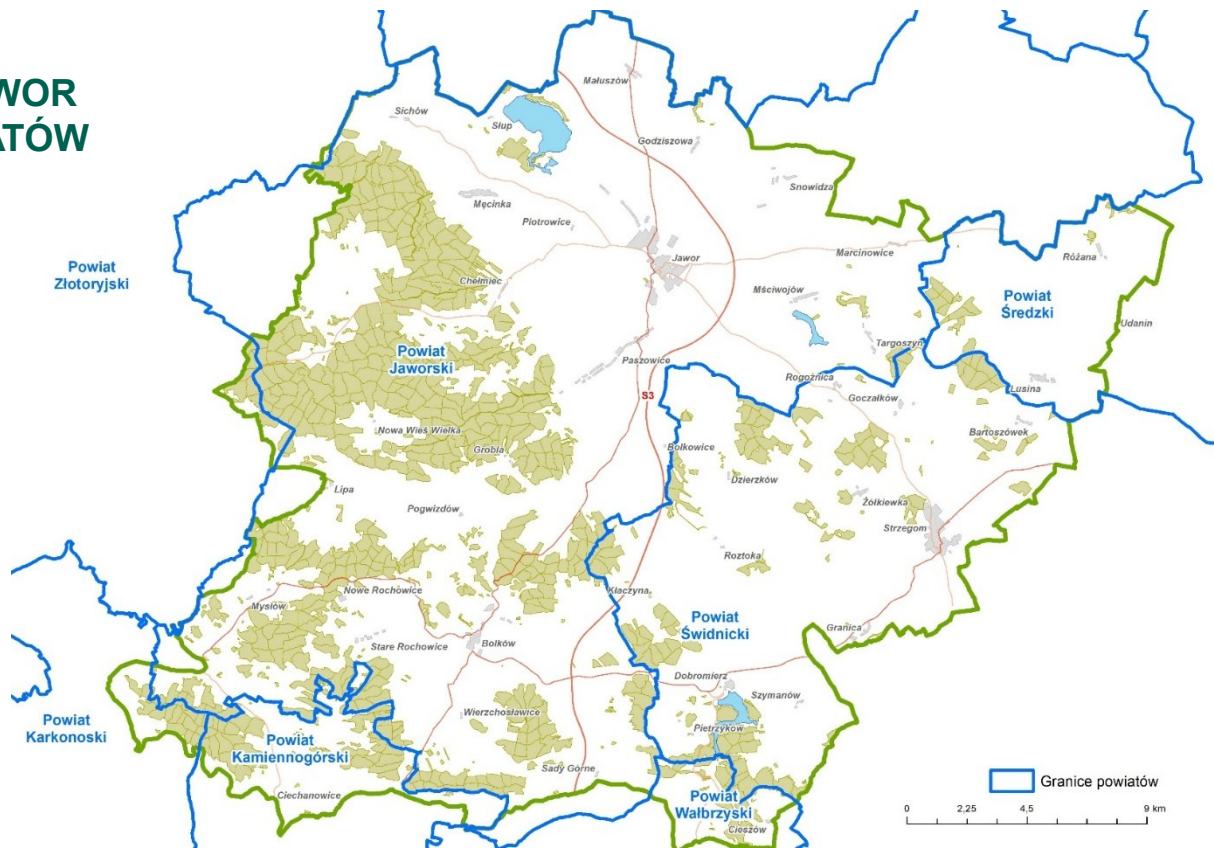 WOR
ATÓW
Małuszów
Sichów
Słup
Godziszowa
Snowidza
Męcinka
Piotrowice
Jawor
Marcinowice
Różana
Powiat
Złotoryjski
Chełmiec
Mściwojów
Powiat
Średzki
Udanin
Targoszyn
Powiat
Jaworski
Paszowice
Rogoźnica
Goczałków
Lusina
S3
Nowa Wieś Wielka
Grobla
Bolkowice
Bartoszówek
Lipa
Dzierzków
Pogwizdów
Żółkiewka
Strzegom
Roztoka
Nowe Rochowice
Kłaczyna
Mysłów
Powiat
Świdnicki
Granica
Stare Rochowice
Bolków
Dobromierz
Szymanów
Wierzchosławice
Pietrzyków
Powiat
Karkonoski
Powiat
Kamiennogórski
Sady Górne
Ciechanowice
Powiat
Wałbrzyski
Cieszów
Granice powiatów
0 2,25 4,5 9 km